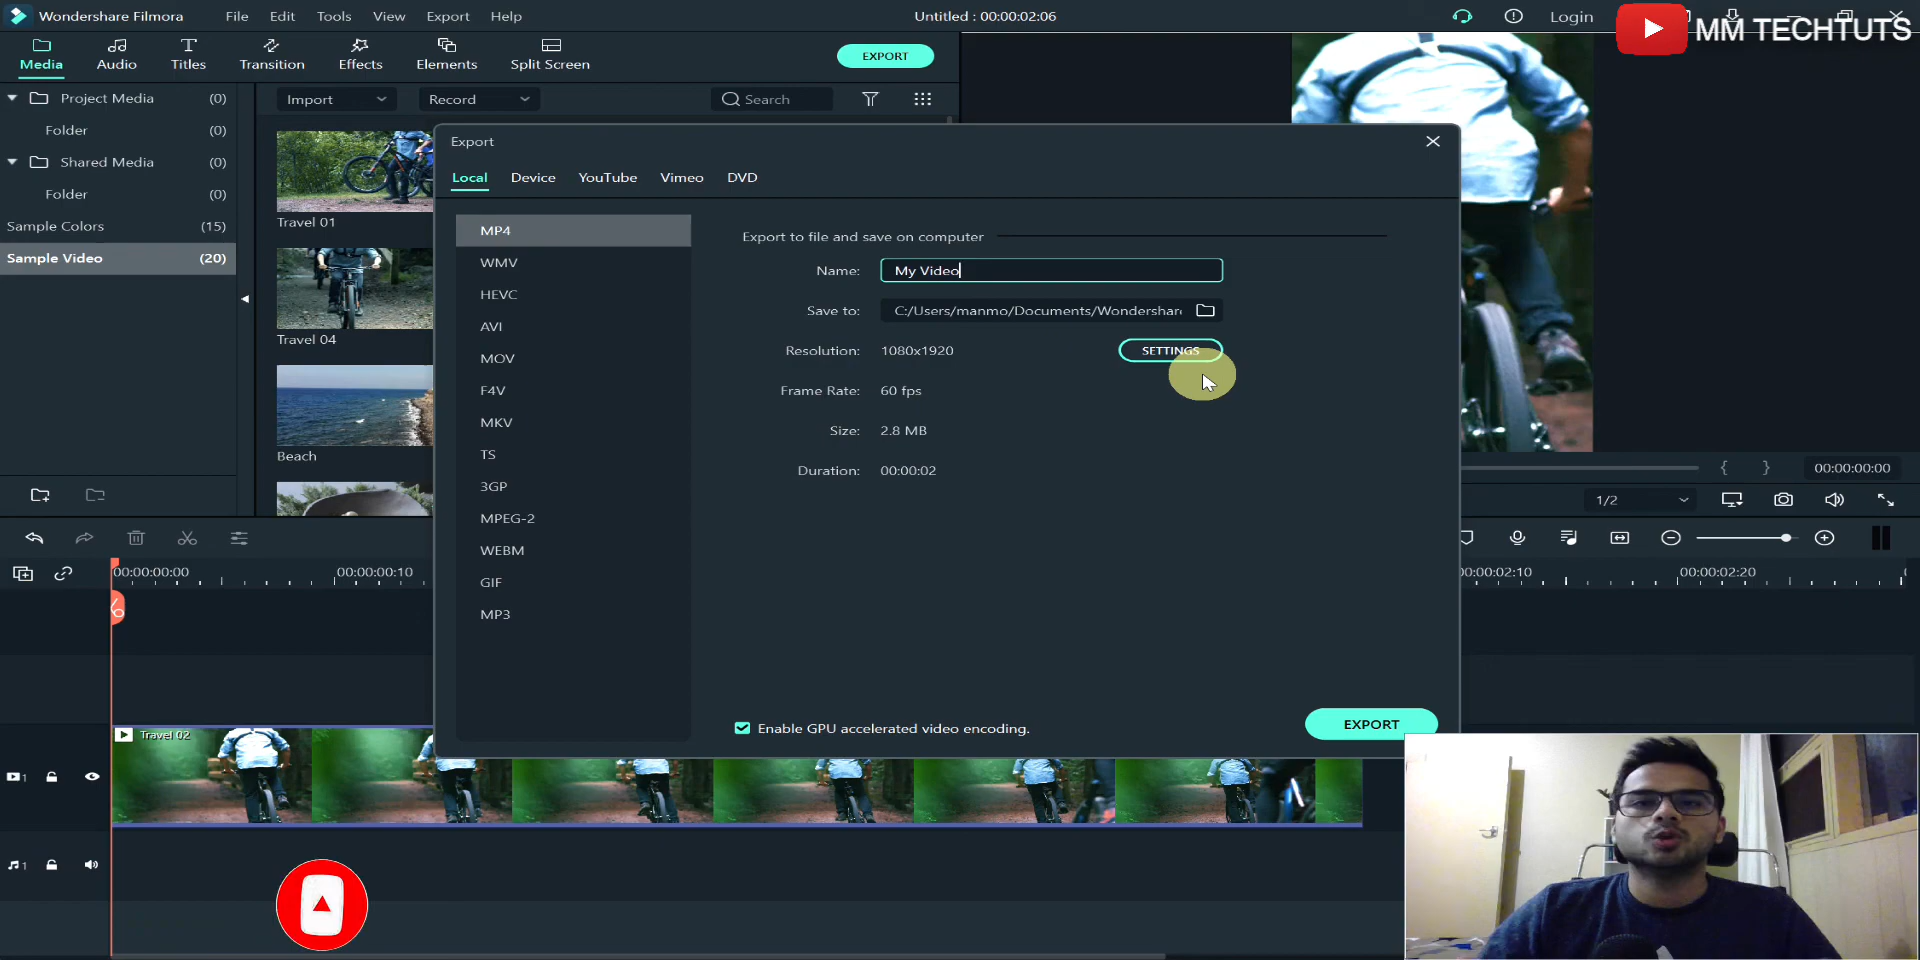 Wondershare Filmora File Edit Tools View Export Help Untitled : 00:00:02:06 Login
MM TECHTUTS
Media Audio Titles Transition Effects Elements Split Screen EXPORT
Project Media (0)
Folder (0)
Shared Media (0)
Folder (0)
Sample Colors (15)
Sample Video (20)
Import Record Search
Travel 01
Travel 04
Beach
Export
Local Device YouTube Vimeo DVD
MP4
WMV
HEVC
AVI
MOV
F4V
MKV
TS
3GP
MPEG-2
WEBM
GIF
MP3
Export to file and save on computer
Name: My Video
Save to: C:/Users/manmo/Documents/Wondershare
Resolution: 1080x1920 SETTINGS
Frame Rate: 60 fps
Size: 2.8 MB
Duration: 00:00:02
Enable GPU accelerated video encoding. EXPORT
{ } 00:00:00:00
1/2
00:00:00:00 00:00:00:10 00:00:02:10 00:00:02:20
Travel 02
1
1